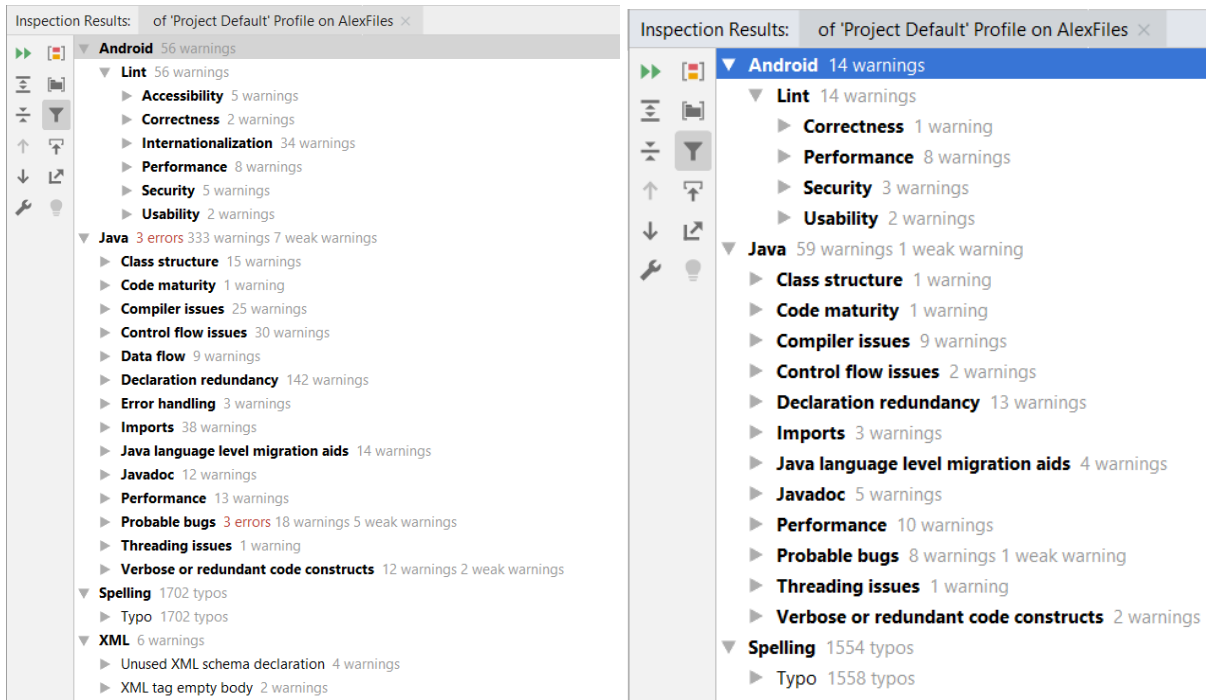 Inspection Results: of 'Project Default' Profile on AlexFiles
Android 56 warnings
Lint 56 warnings
Accessibility 5 warnings
Correctness 2 warnings
Internationalization 34 warnings
Performance 8 warnings
Security 5 warnings
Usability 2 warnings
Java 3 errors 333 warnings 7 weak warnings
Class structure 15 warnings
Code maturity 1 warning
Compiler issues 25 warnings
Control flow issues 30 warnings
Data flow 9 warnings
Declaration redundancy 142 warnings
Error handling 3 warnings
Imports 38 warnings
Java language level migration aids 14 warnings
Javadoc 12 warnings
Performance 13 warnings
Probable bugs 3 errors 18 warnings 5 weak warnings
Threading issues 1 warning
Verbose or redundant code constructs 12 warnings 2 weak warnings
Spelling 1702 typos
Typo 1702 typos
XML 6 warnings
Unused XML schema declaration 4 warnings
XML tag empty body 2 warnings
Inspection Results: of 'Project Default' Profile on AlexFiles
Android 14 warnings
Lint 14 warnings
Correctness 1 warning
Performance 8 warnings
Security 3 warnings
Usability 2 warnings
Java 59 warnings 1 weak warning
Class structure 1 warning
Code maturity 1 warning
Compiler issues 9 warnings
Control flow issues 2 warnings
Declaration redundancy 13 warnings
Imports 3 warnings
Java language level migration aids 4 warnings
Javadoc 5 warnings
Performance 10 warnings
Probable bugs 8 warnings 1 weak warning
Threading issues 1 warning
Verbose or redundant code constructs 2 warnings
Spelling 1554 typos
Typo 1558 typos